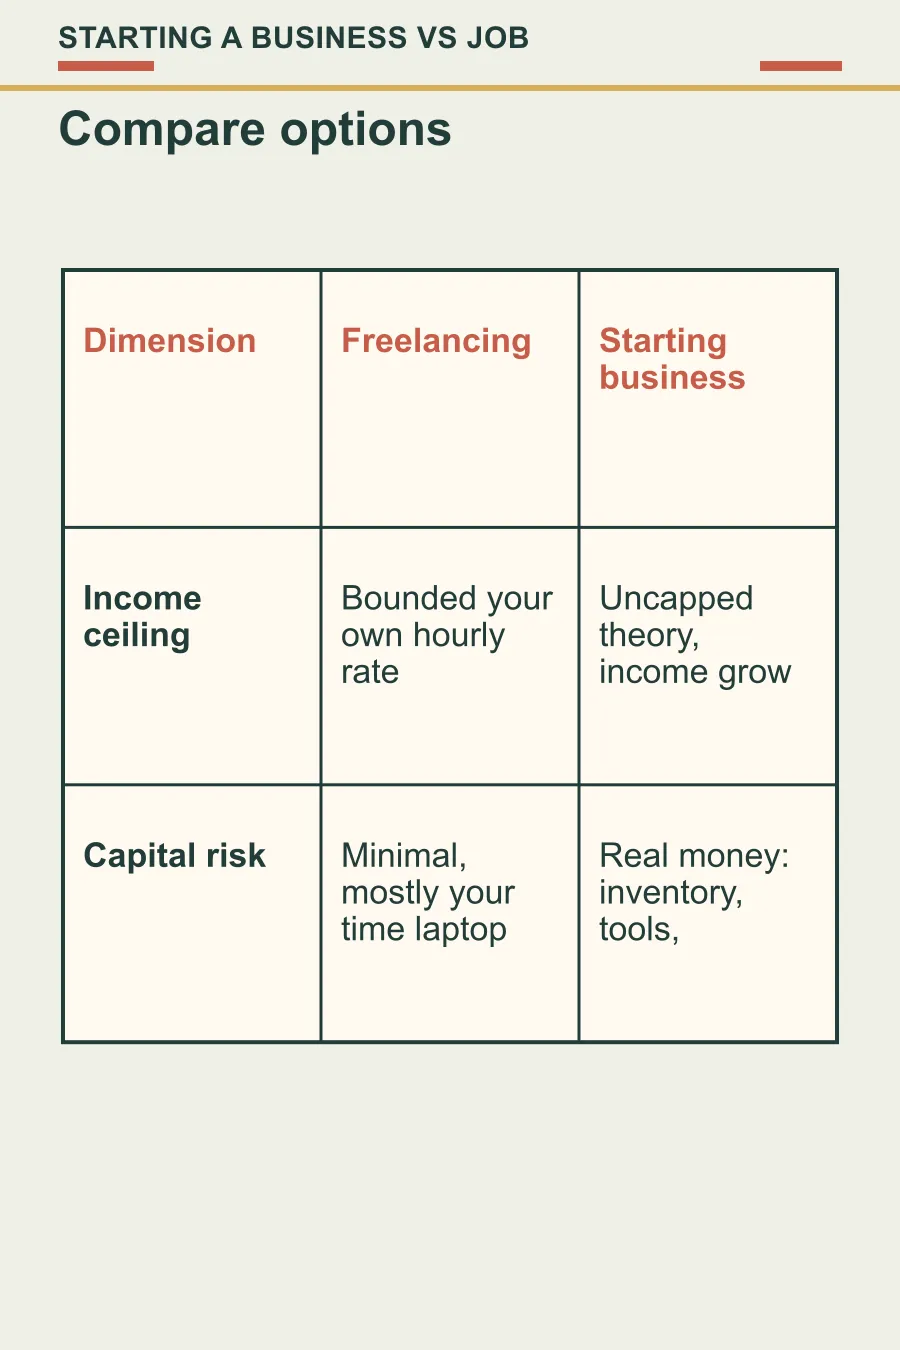 STARTING A BUSINESS VS JOB
Compare options
Dimension
Freelancing
Starting
business
Income
ceiling
Bounded your
own hourly
rate
Uncapped
theory,
income grow
Capital risk
Minimal,
mostly your
time laptop
Real money:
inventory,
tools,